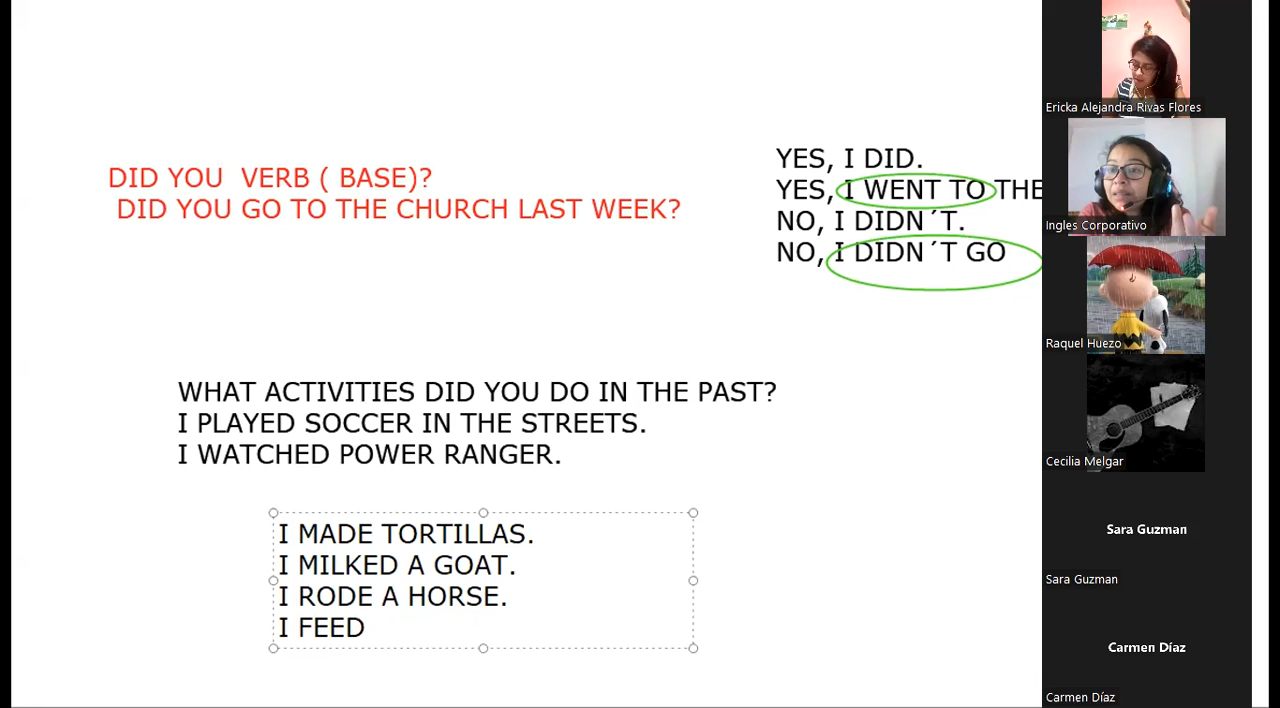 DID YOU  VERB ( BASE)?
DID YOU GO TO THE CHURCH LAST WEEK?
YES, I DID.
YES, I WENT TO THE
NO, I DIDN´T.
NO, I DIDN´T GO
WHAT ACTIVITIES DID YOU DO IN THE PAST?
I PLAYED SOCCER IN THE STREETS.
I WATCHED POWER RANGER.
I MADE TORTILLAS.
I MILKED A GOAT.
I RODE A HORSE.
I FEED
Ericka Alejandra Rivas Flores
Ingles Corporativo
Raquel Huezo
Cecilia Melgar
Sara Guzman
Sara Guzman
Carmen Díaz
Carmen Díaz